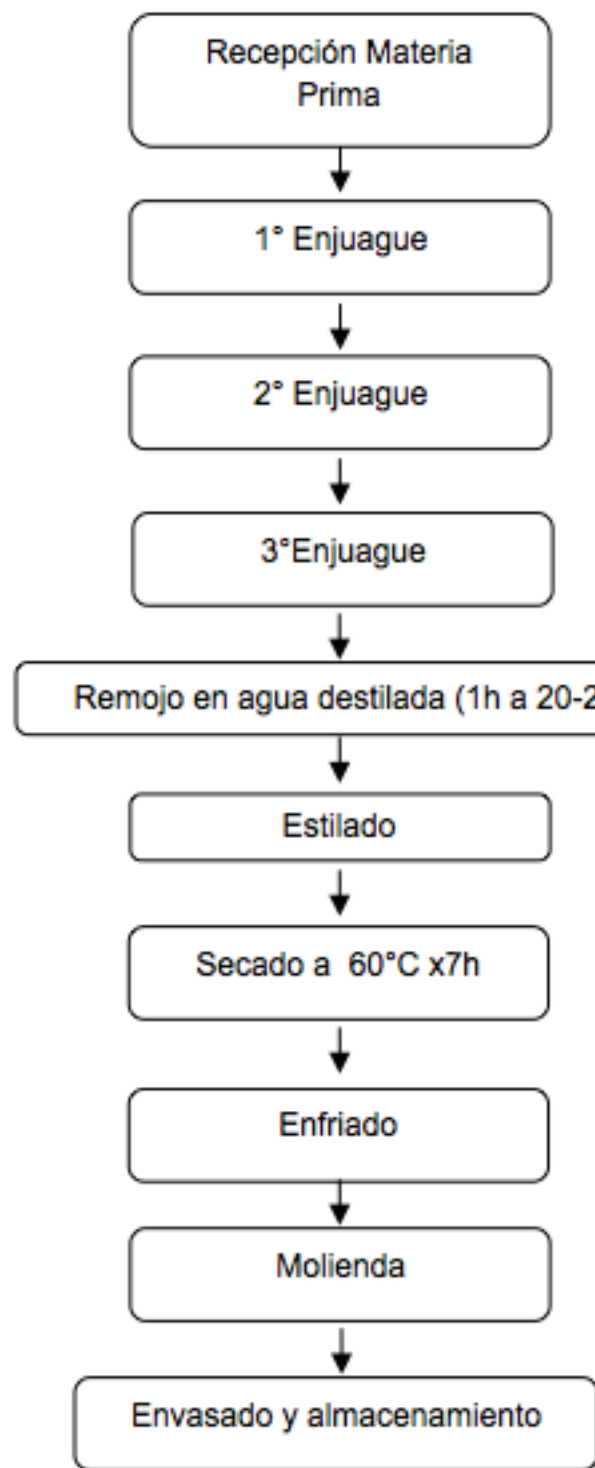 Recepción Materia
Prima
1° Enjuague
2° Enjuague
3°Enjuague
Remojo en agua destilada (1h a 20-2
Estilado
Secado a 60°C x7h
Enfriado
Molienda
Envasado y almacenamiento